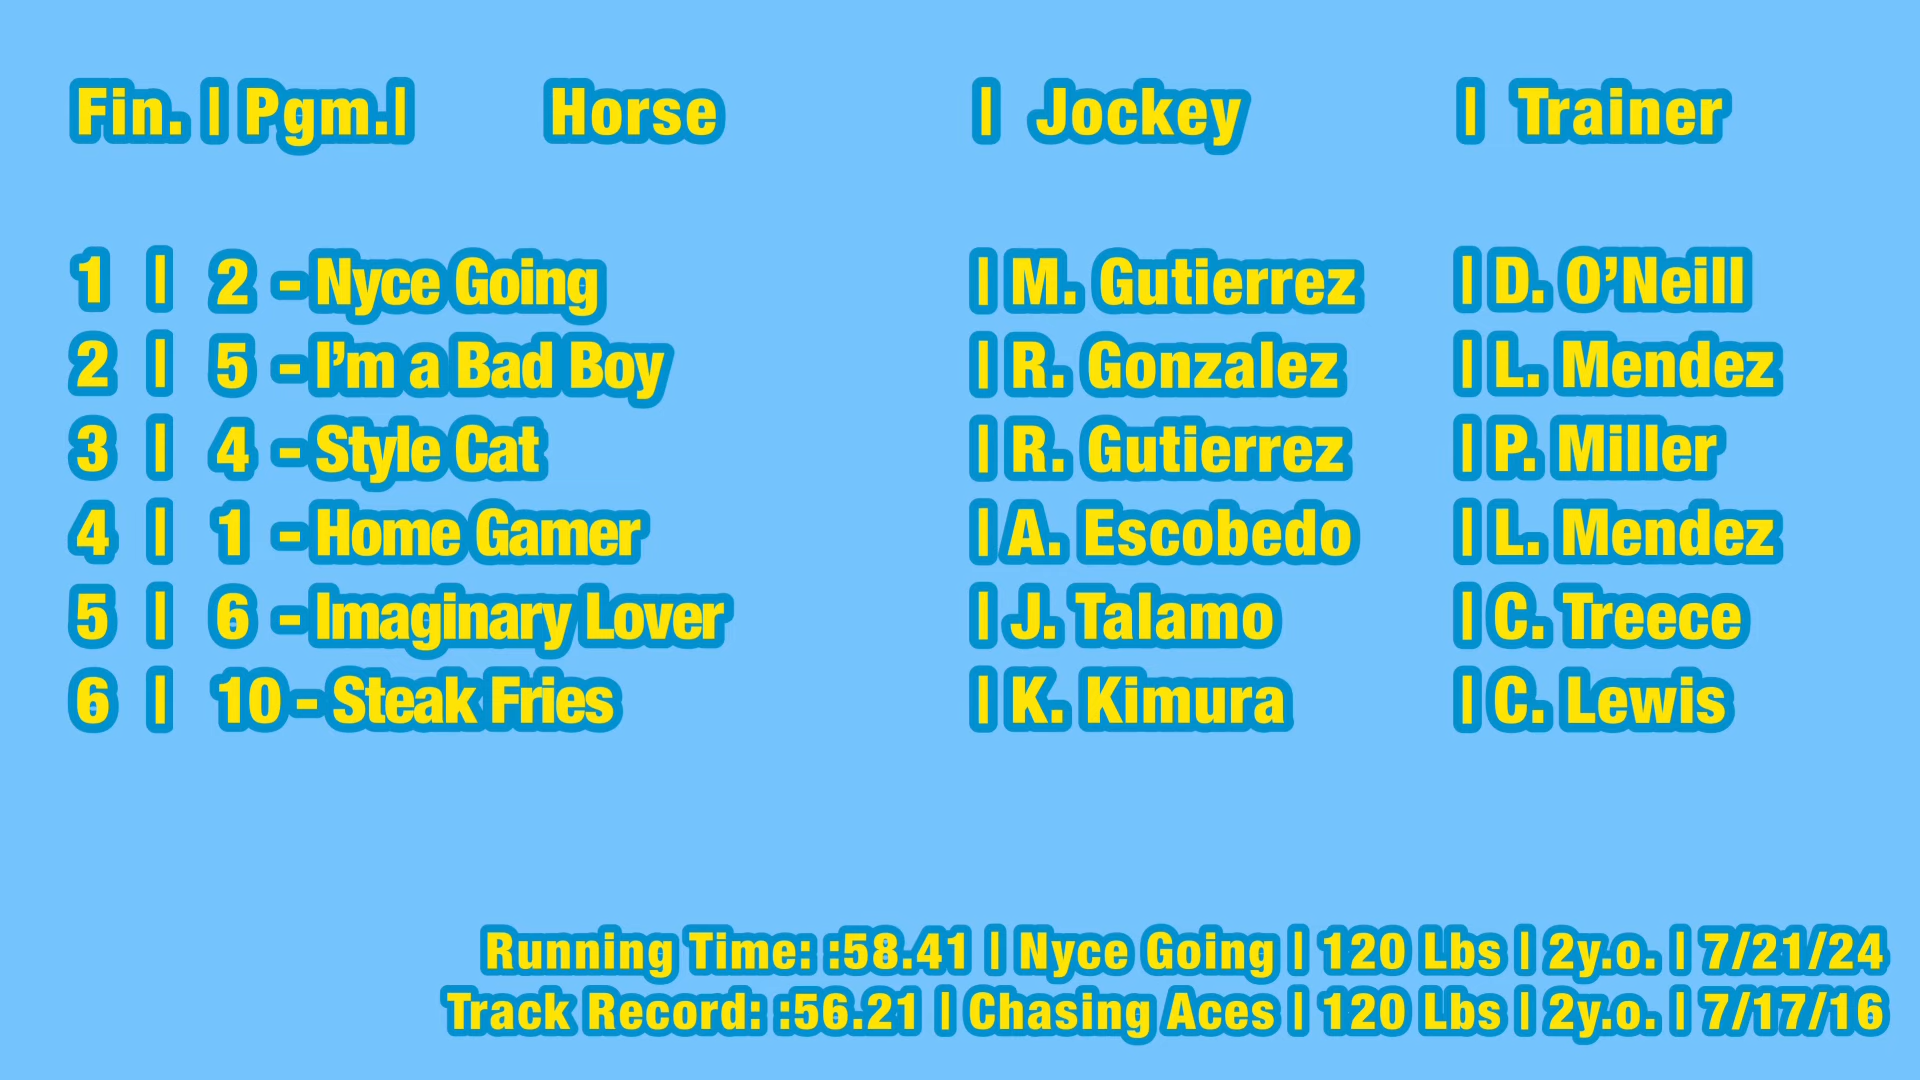 Fin. | Pgm.| Horse | Jockey | Trainer
1 | 2 - Nyce Going | M. Gutierrez | D. O’Neill
2 | 5 - I’m a Bad Boy | R. Gonzalez | L. Mendez
3 | 4 - Style Cat | R. Gutierrez | P. Miller
4 | 1 - Home Gamer | A. Escobedo | L. Mendez
5 | 6 - Imaginary Lover | J. Talamo | C. Treece
6 | 10 - Steak Fries | K. Kimura | C. Lewis
Running Time: :58.41 | Nyce Going | 120 Lbs | 2y.o. | 7/21/24
Track Record: :56.21 | Chasing Aces | 120 Lbs | 2y.o. | 7/17/16